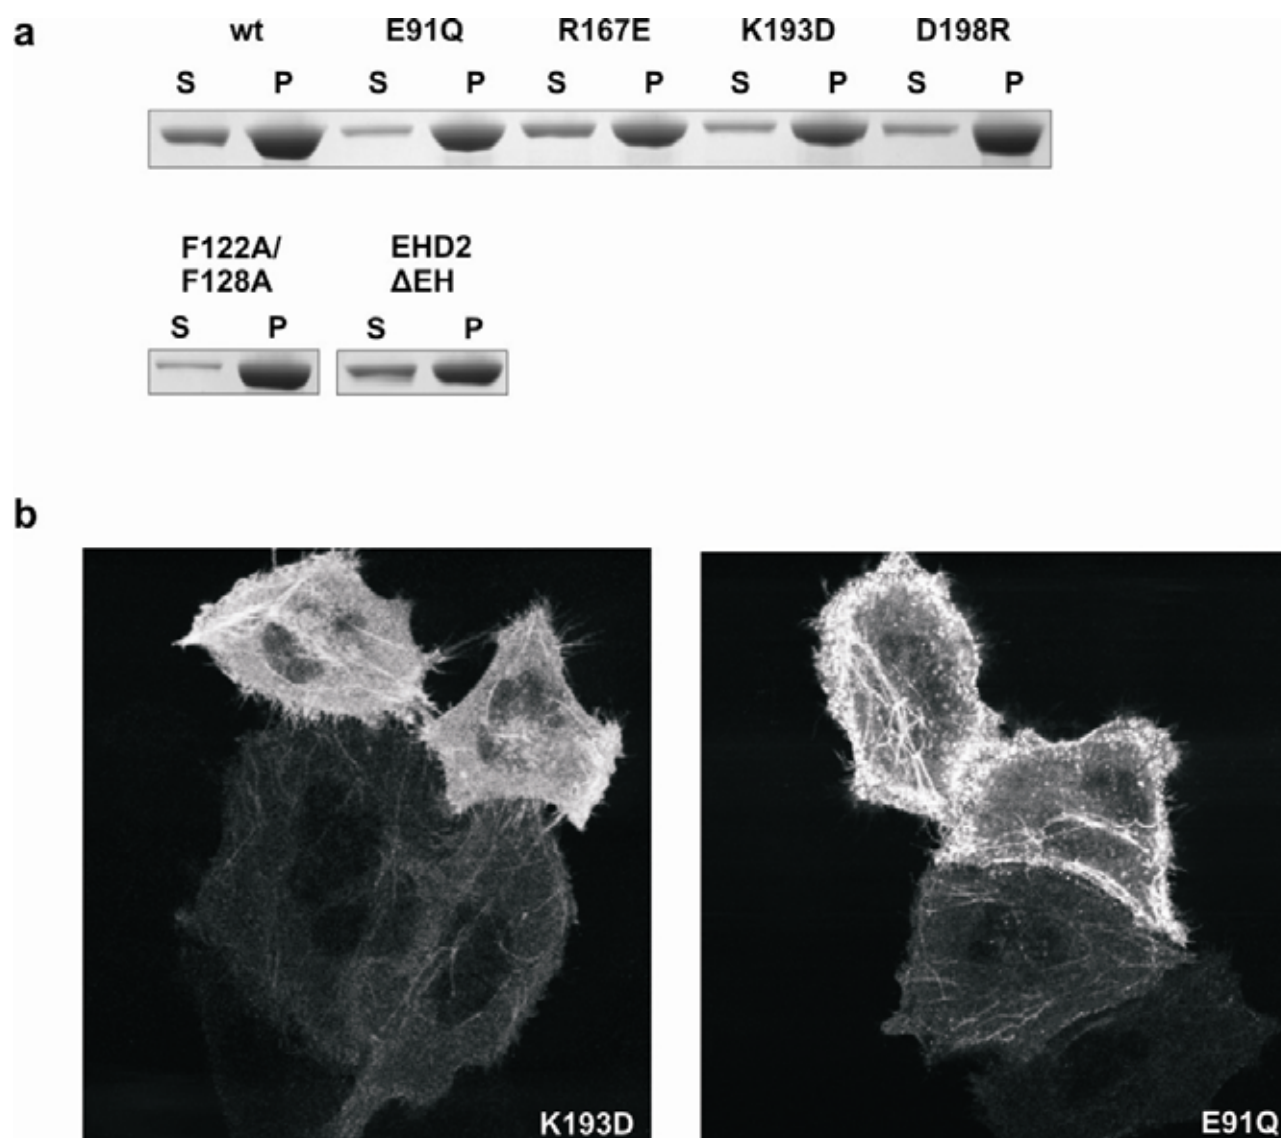 a
wt E91Q R167E K193D D198R
S P S P S P S P S P
F122A/ EHD2
F128A ΔEH
S P S P
b
K193D E91Q